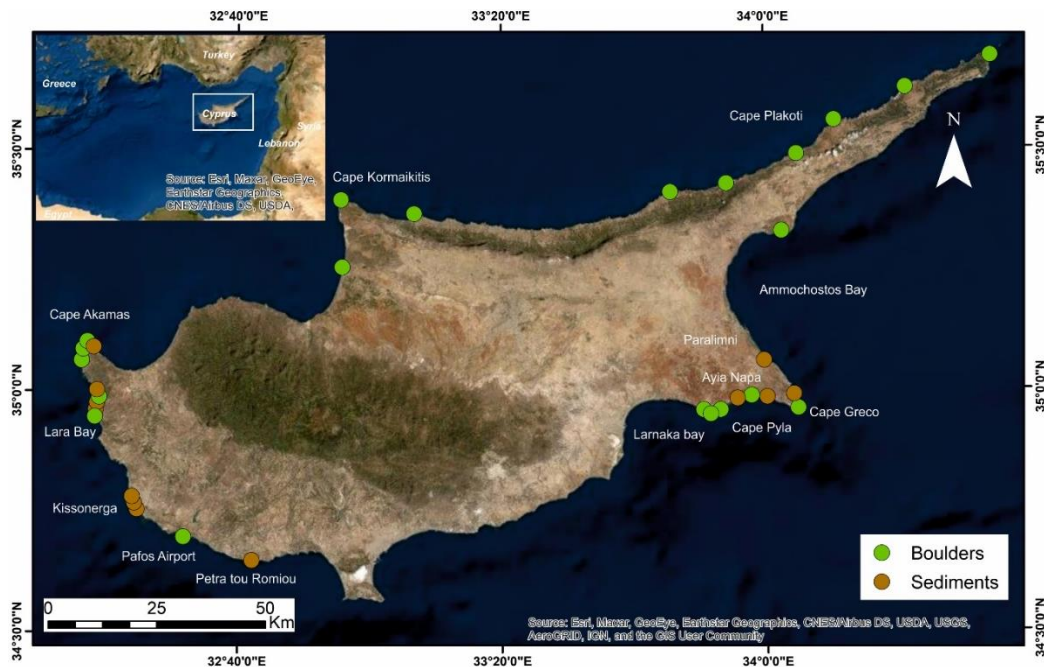 32°40'0"E
33°20'0"E
34°0'0"E
Turkey
Greece
Cyprus
Syria
Lebanon
Egypt
Source: Esri, Maxar, GeoEye,
Earthstar Geographics,
CNES/Airbus DS, USDA,
N
Cape Plakoti
Cape Kormaikitis
35°30'0"N
35°30'0"N
Ammochostos Bay
Cape Akamas
Paralimni
Ayia Napa
35°0'0"N
35°0'0"N
Cape Greco
Lara Bay
Larnaka bay
Cape Pyla
Kissonerga
Pafos Airport
Petra tou Romiou
Boulders
Sediments
0 25 50
Km
Source: Esri, Maxar, GeoEye, Earthstar Geographics, CNES/Airbus DS, USDA, USGS,
AeroGRID, IGN, and the GIS User Community
34°30'0"N
34°30'0"N
32°40'0"E
33°20'0"E
34°0'0"E